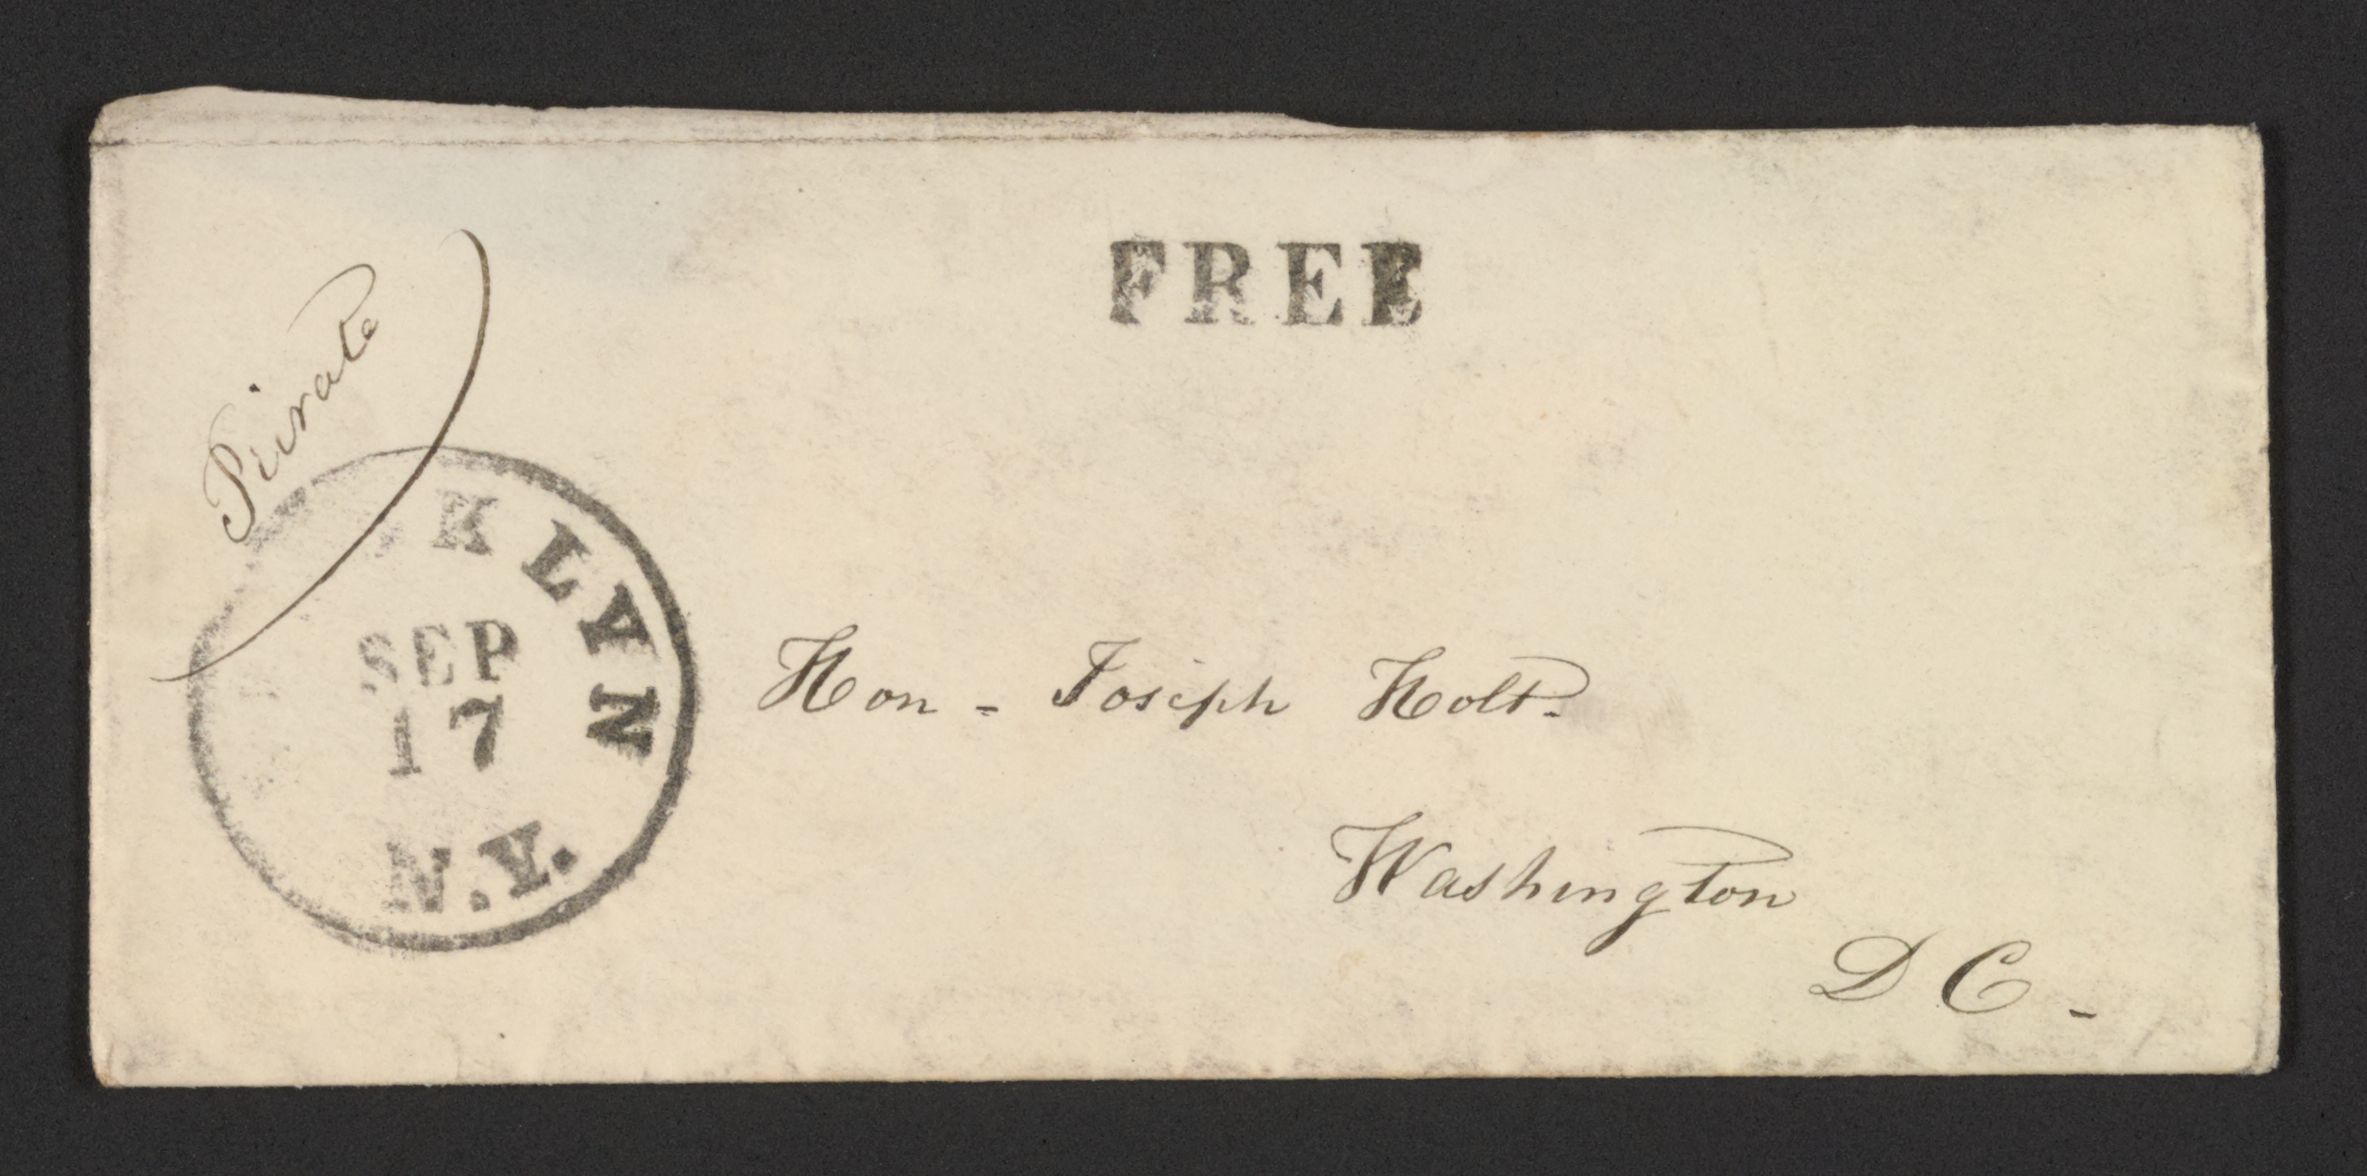 FREE
Private
KLYN
SEP
17
N.Y.
Hon - Joseph Holt.
Washington
D C -